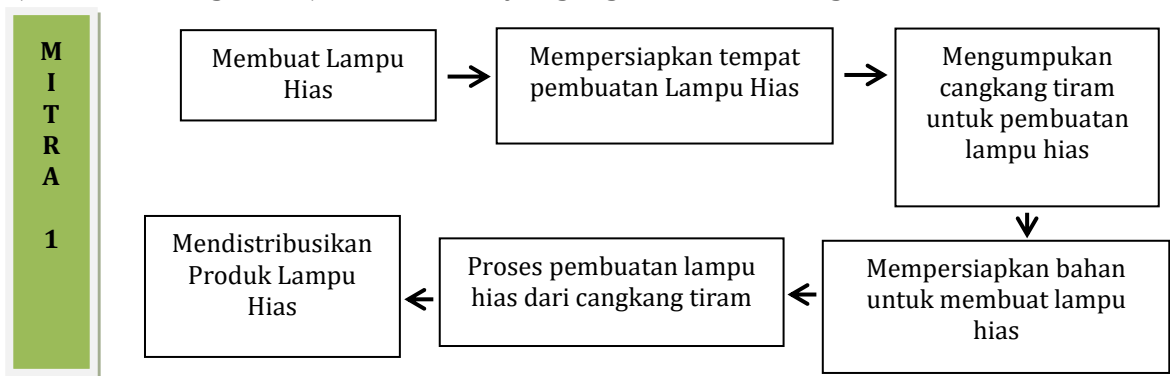 M
I
T
R
A
1
Membuat Lampu
Hias
Mempersiapkan tempat
pembuatan Lampu Hias
Mengumpukan
cangkang tiram
untuk pembuatan
lampu hias
Mempersiapkan bahan
untuk membuat lampu
hias
Proses pembuatan lampu
hias dari cangkang tiram
Mendistribusikan
Produk Lampu
Hias